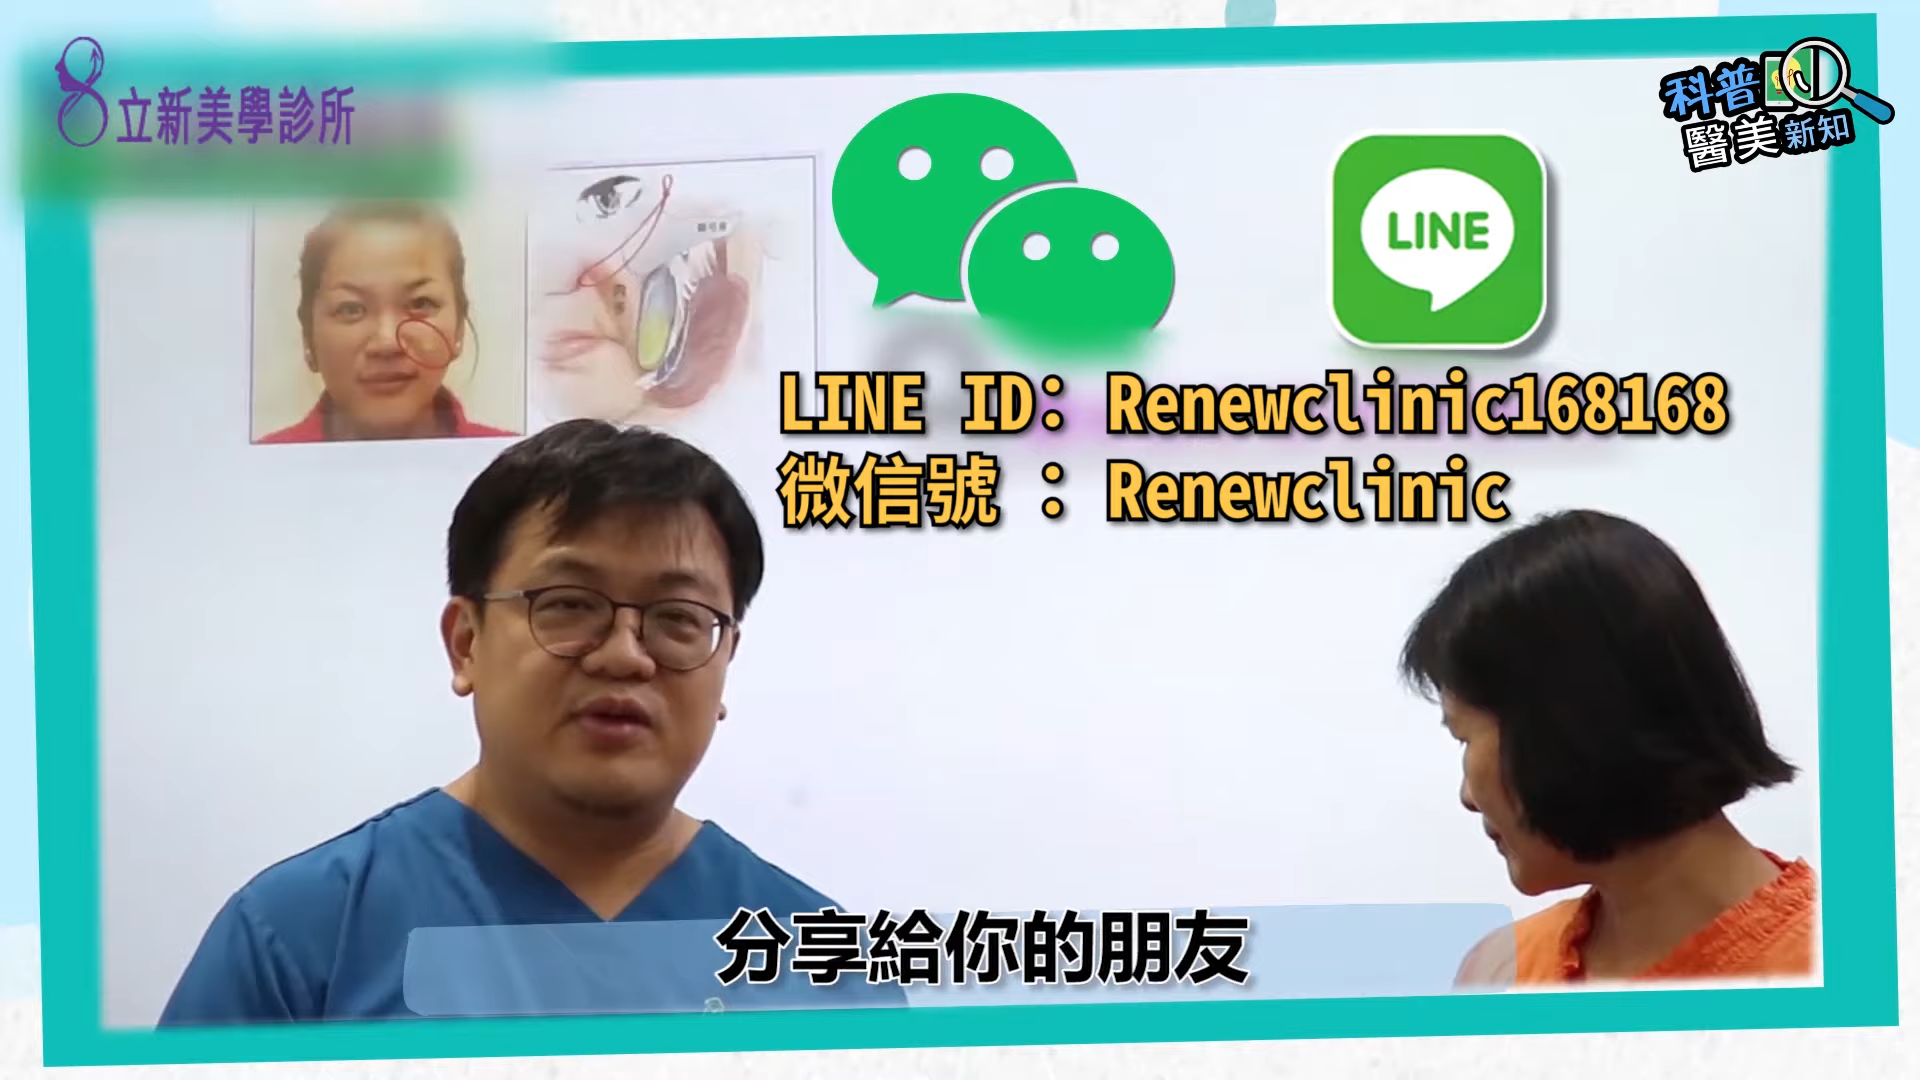 立新美學診所
科普
醫美新知
LINE
LINE ID：Renewclinic168168
微信號 ：Renewclinic
分享給你的朋友